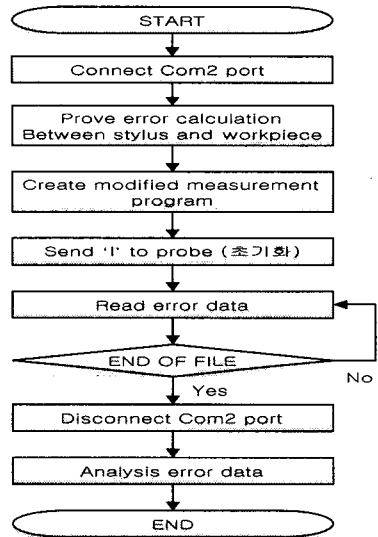 START
Connect Com2 port
Prove error calculation
Between stylus and workpiece
Create modified measurement
program
Send 'I' to probe (초기화)
Read error data
END OF FILE
No
Yes
Disconnect Com2 port
Analysis error data
END